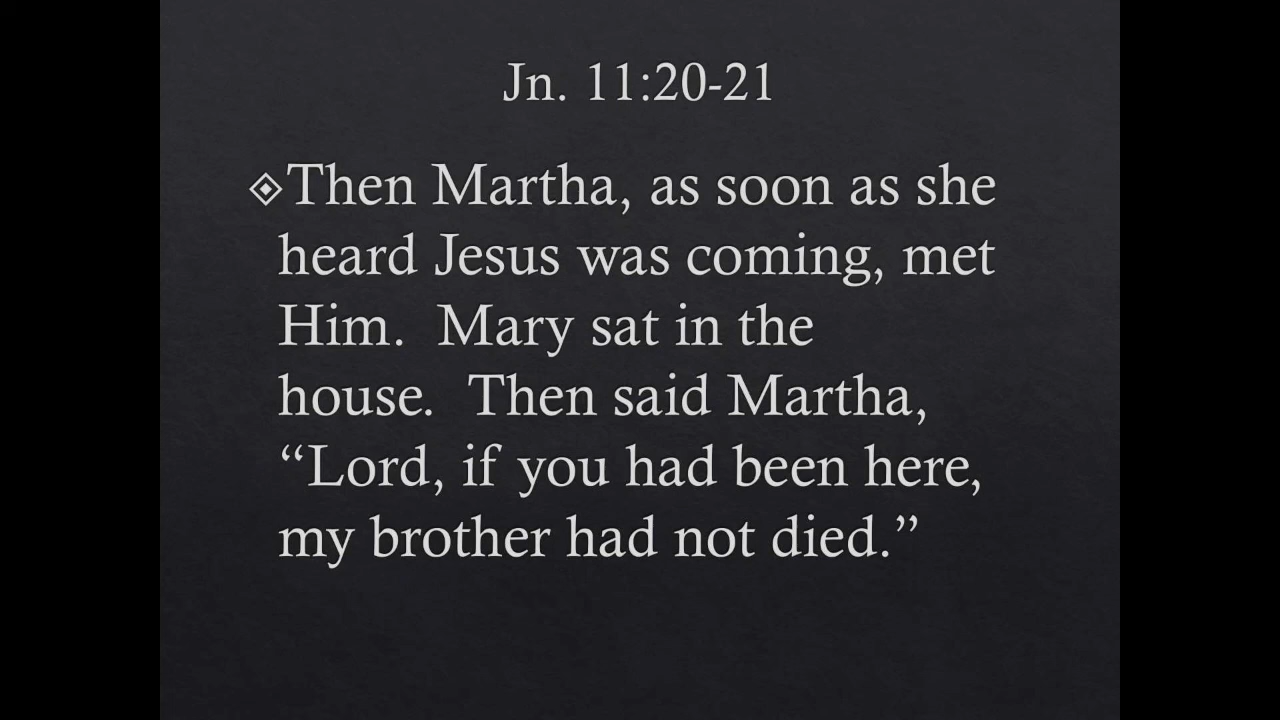 Jn. 11:20-21
Then Martha, as soon as she
heard Jesus was coming, met
Him.  Mary sat in the
house.  Then said Martha,
“Lord, if you had been here,
my brother had not died.”